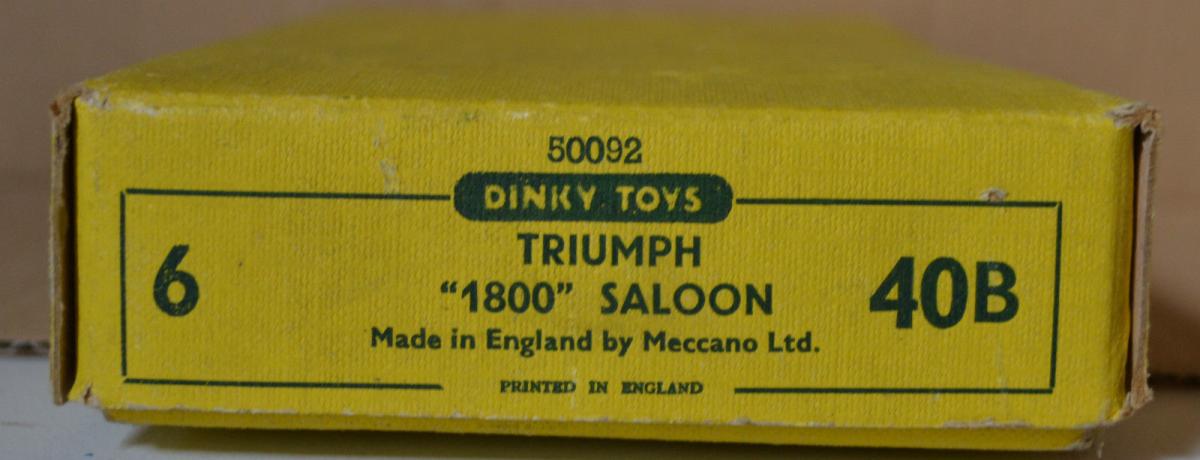 50092
DINKY TOYS
TRIUMPH
6 “1800” SALOON 40B
Made in England by Meccano Ltd.
PRINTED IN ENGLAND